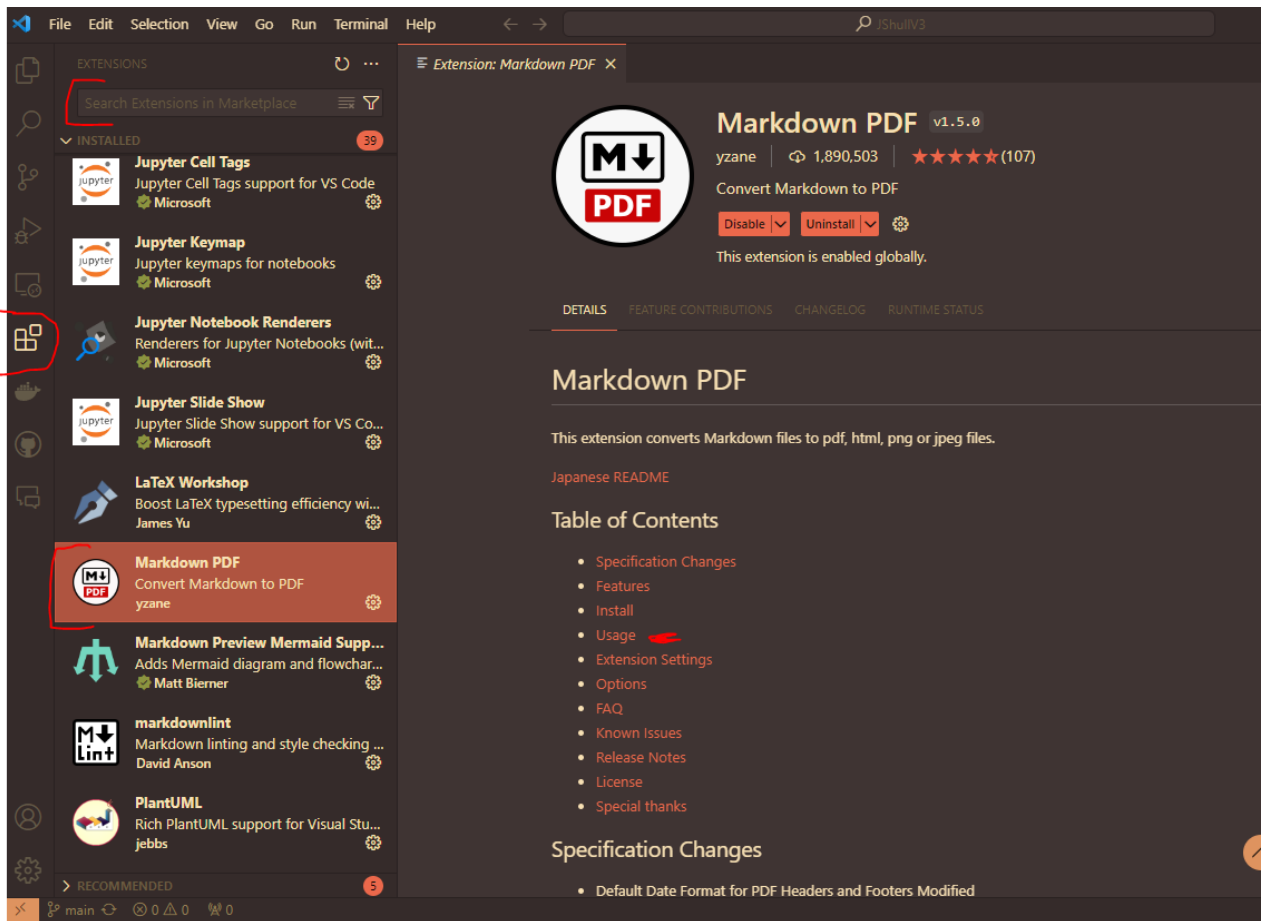 File Edit Selection View Go Run Terminal Help
JShullV3
EXTENSIONS
Search Extensions in Marketplace
INSTALLED
39
Jupyter Cell Tags
Jupyter Cell Tags support for VS Code
Microsoft
Jupyter Keymap
Jupyter keymaps for notebooks
Microsoft
Jupyter Notebook Renderers
Renderers for Jupyter Notebooks (wit...
Microsoft
Jupyter Slide Show
Jupyter Slide Show support for VS Co...
Microsoft
LaTeX Workshop
Boost LaTeX typesetting efficiency wi...
James Yu
Markdown PDF
Convert Markdown to PDF
yzane
Markdown Preview Mermaid Supp...
Adds Mermaid diagram and flowchar...
Matt Bierner
markdownlint
Markdown linting and style checking ...
David Anson
PlantUML
Rich PlantUML support for Visual Stu...
jebbs
RECOMMENDED
5
main 0 0 0
jupyter
jupyter
jupyter
M
PDF
M
Lint
Extension: Markdown PDF
M
PDF
Markdown PDF v1.5.0
yzane 1,890,503 (107)
Convert Markdown to PDF
Disable Uninstall
This extension is enabled globally.
DETAILS FEATURE CONTRIBUTIONS CHANGELOG RUNTIME STATUS
Markdown PDF
This extension converts Markdown files to pdf, html, png or jpeg files.
Japanese README
Table of Contents
Specification Changes
Features
Install
Usage
Extension Settings
Options
FAQ
Known Issues
Release Notes
License
Special thanks
Specification Changes
Default Date Format for PDF Headers and Footers Modified